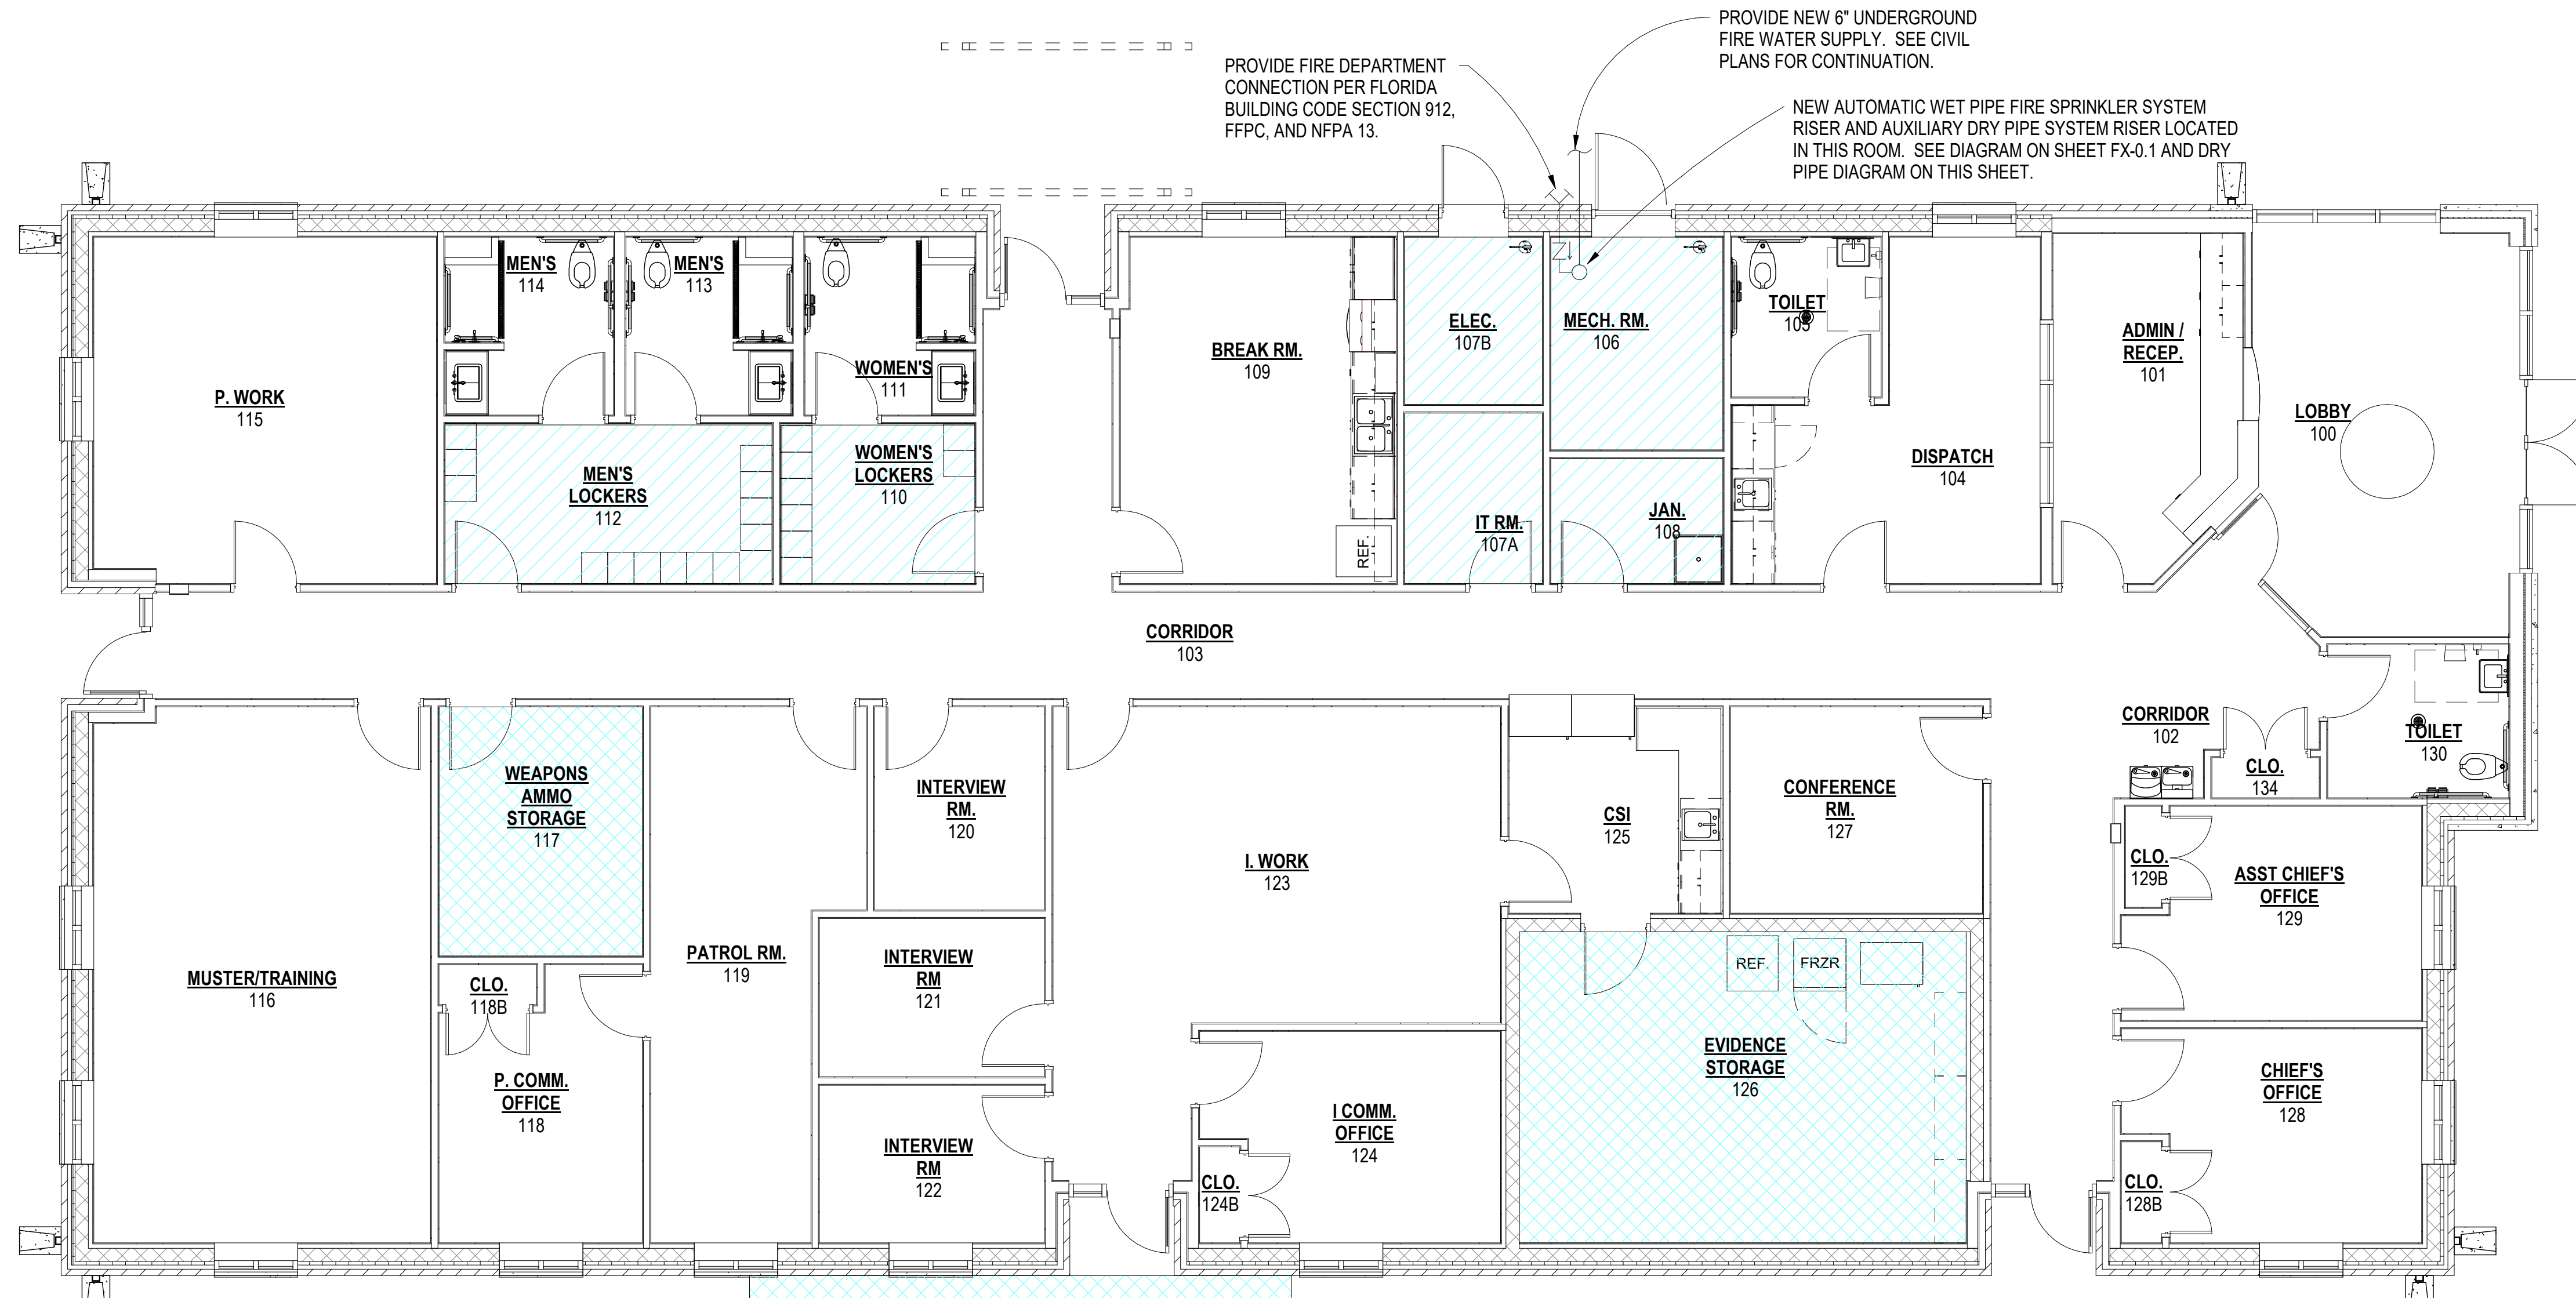 PROVIDE NEW 6" UNDERGROUND
FIRE WATER SUPPLY. SEE CIVIL
PLANS FOR CONTINUATION.
PROVIDE FIRE DEPARTMENT
CONNECTION PER FLORIDA
BUILDING CODE SECTION 912,
FFPC, AND NFPA 13.
NEW AUTOMATIC WET PIPE FIRE SPRINKLER SYSTEM
RISER AND AUXILIARY DRY PIPE SYSTEM RISER LOCATED
IN THIS ROOM. SEE DIAGRAM ON SHEET FX-0.1 AND DRY
PIPE DIAGRAM ON THIS SHEET.
P. WORK
115
MEN'S
114
MEN'S
113
WOMEN'S
111
MEN'S
LOCKERS
112
WOMEN'S
LOCKERS
110
BREAK RM.
109
REF.
ELEC.
107B
IT RM.
107A
MECH. RM.
106
JAN.
108
TOILET
105
DISPATCH
104
ADMIN /
RECEP.
101
LOBBY
100
CORRIDOR
103
CORRIDOR
102
TOILET
130
CLO.
134
MUSTER/TRAINING
116
WEAPONS
AMMO
STORAGE
117
CLO.
118B
P. COMM.
OFFICE
118
PATROL RM.
119
INTERVIEW
RM.
120
INTERVIEW
RM
121
INTERVIEW
RM
122
I. WORK
123
I COMM.
OFFICE
124
CLO.
124B
CSI
125
CONFERENCE
RM.
127
REF.
FRZR
EVIDENCE
STORAGE
126
CLO.
129B
ASST CHIEF'S
OFFICE
129
CHIEF'S
OFFICE
128
CLO.
128B